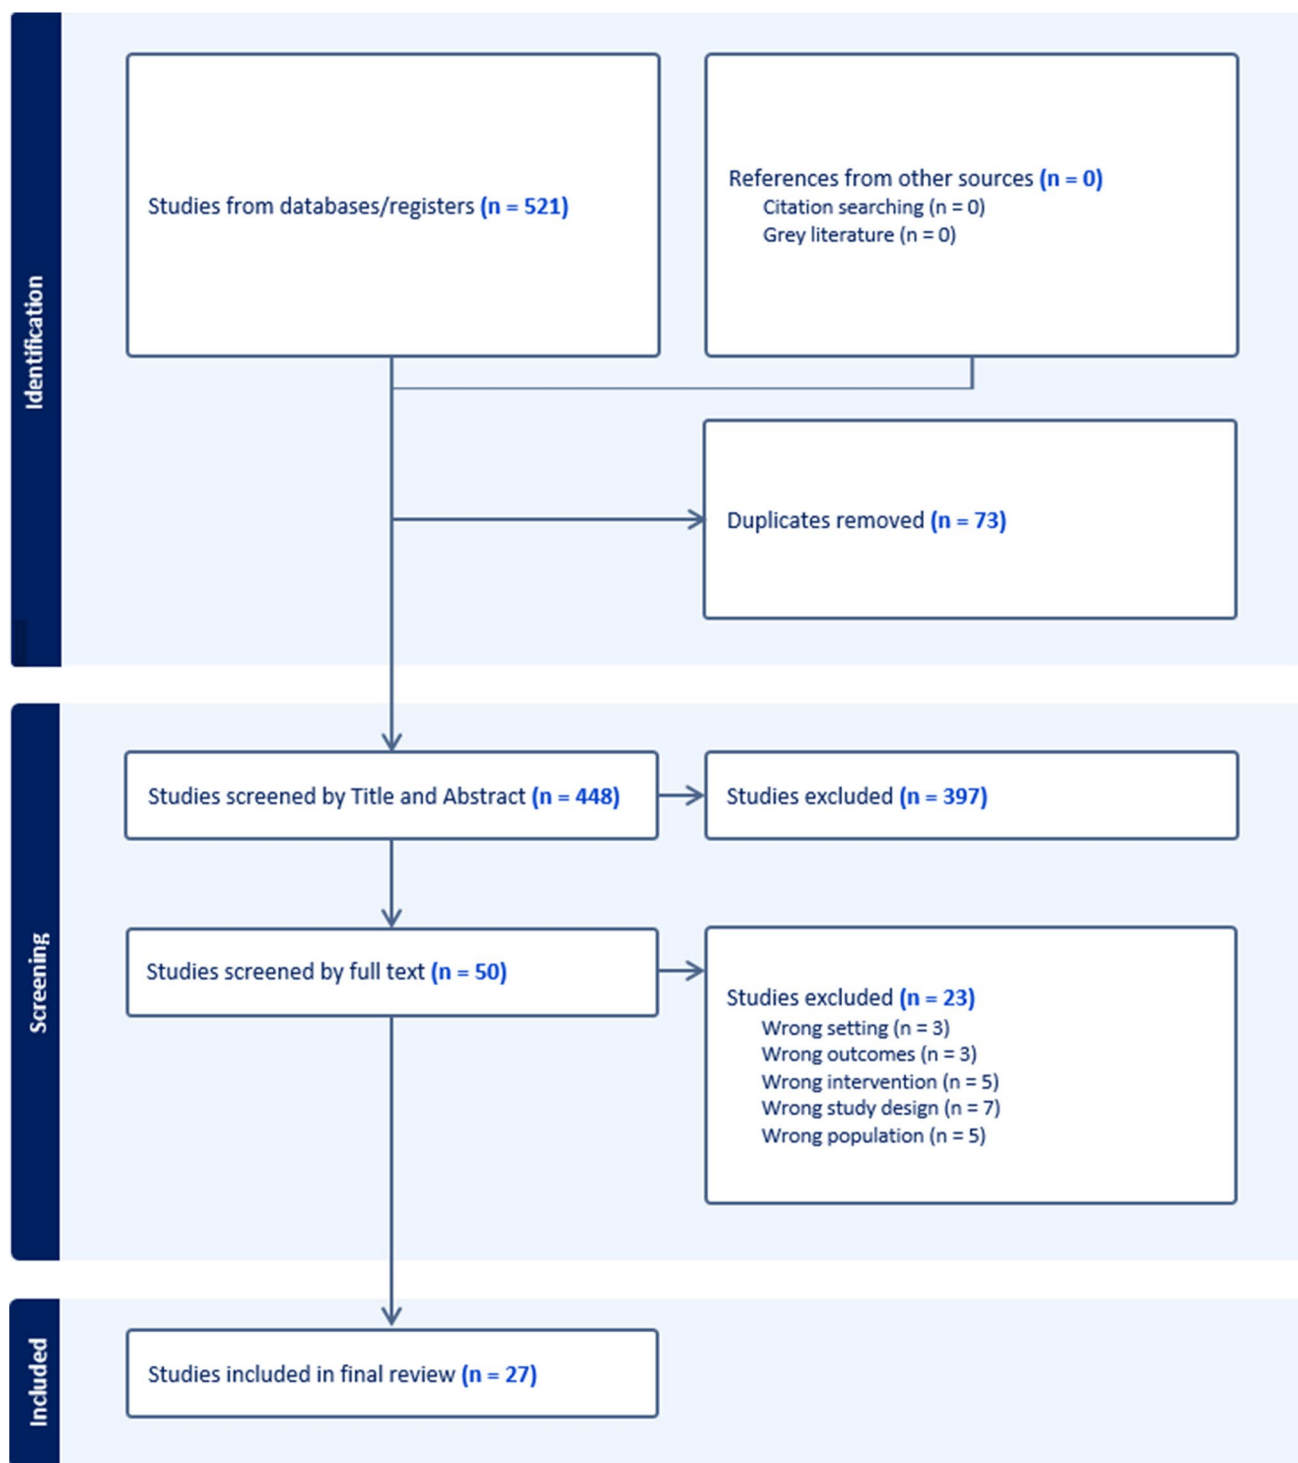 Identification
Studies from databases/registers (n = 521)
References from other sources (n = 0)
Citation searching (n = 0)
Grey literature (n = 0)
Duplicates removed (n = 73)
Screening
Studies screened by Title and Abstract (n = 448)
Studies excluded (n = 397)
Studies screened by full text (n = 50)
Studies excluded (n = 23)
Wrong setting (n = 3)
Wrong outcomes (n = 3)
Wrong intervention (n = 5)
Wrong study design (n = 7)
Wrong population (n = 5)
Included
Studies included in final review (n = 27)